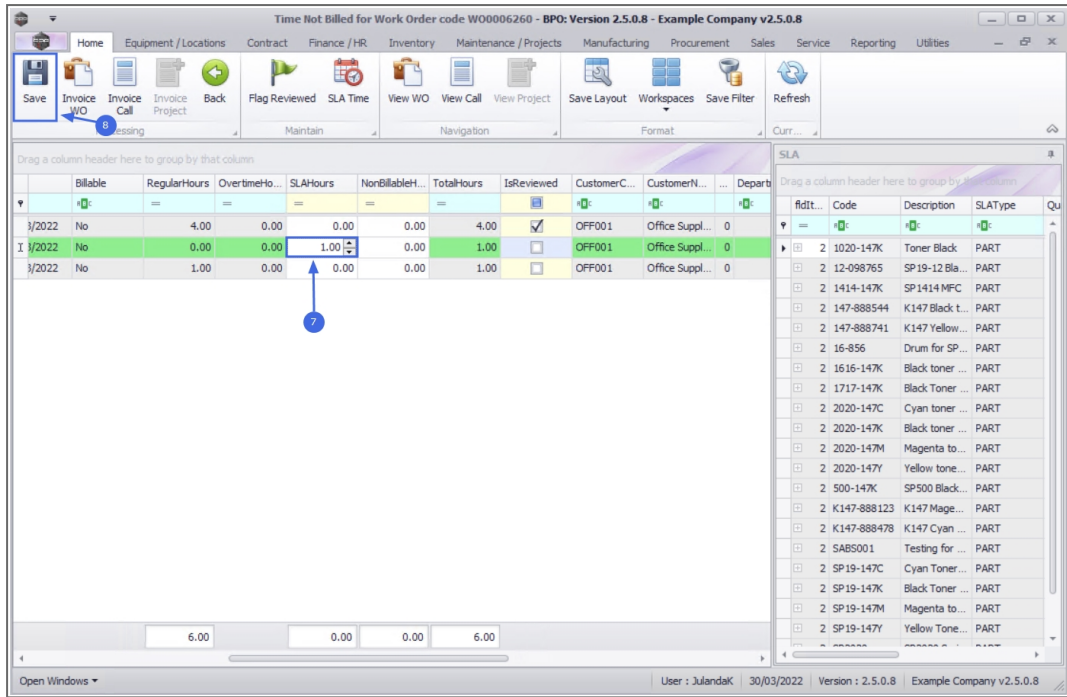 Time Not Billed for Work Order code WO0006260 - BPO: Version 2.5.0.8 - Example Company v2.5.0.8
Home Equipment / Locations Contract Finance / HR Inventory Maintenance / Projects Manufacturing Procurement Sales Service Reporting Utilities
Save Invoice WO Invoice Call Invoice Project Back Flag Reviewed SLA Time View WO View Call View Project Save Layout Workspaces Save Filter Refresh
8
essing Maintain Navigation Format Curr...
Drag a column header here to group by that column
Billable RegularHours OvertimeHo... SLAHours NonBillableH... TotalHours IsReviewed CustomerC... CustomerN... ... Departm
3/2022 No 4.00 0.00 0.00 0.00 4.00 OFF001 Office Suppl... 0
3/2022 No 0.00 0.00 1.00 0.00 1.00 OFF001 Office Suppl... 0
3/2022 No 1.00 0.00 0.00 0.00 1.00 OFF001 Office Suppl... 0
7
6.00 0.00 0.00 6.00
SLA
Drag a column header here to group by column
fldIt... Code Description SLAType Qu
2 1020-147K Toner Black PART
2 12-098765 SP19-12 Bla... PART
2 1414-147K SP1414 MFC PART
2 147-888544 K147 Black t... PART
2 147-888741 K147 Yellow... PART
2 16-856 Drum for SP... PART
2 1616-147K Black toner ... PART
2 1717-147K Black Toner ... PART
2 2020-147C Cyan toner ... PART
2 2020-147K Black toner ... PART
2 2020-147M Magenta to... PART
2 2020-147Y Yellow tone... PART
2 500-147K SP500 Black... PART
2 K147-888123 K147 Mage... PART
2 K147-888478 K147 Cyan ... PART
2 SABS001 Testing for ... PART
2 SP19-147C Cyan Toner... PART
2 SP19-147K Black Toner ... PART
2 SP19-147M Magenta to... PART
2 SP19-147Y Yellow Tone... PART
Open Windows User : JulandaK 30/03/2022 Version : 2.5.0.8 Example Company v2.5.0.8